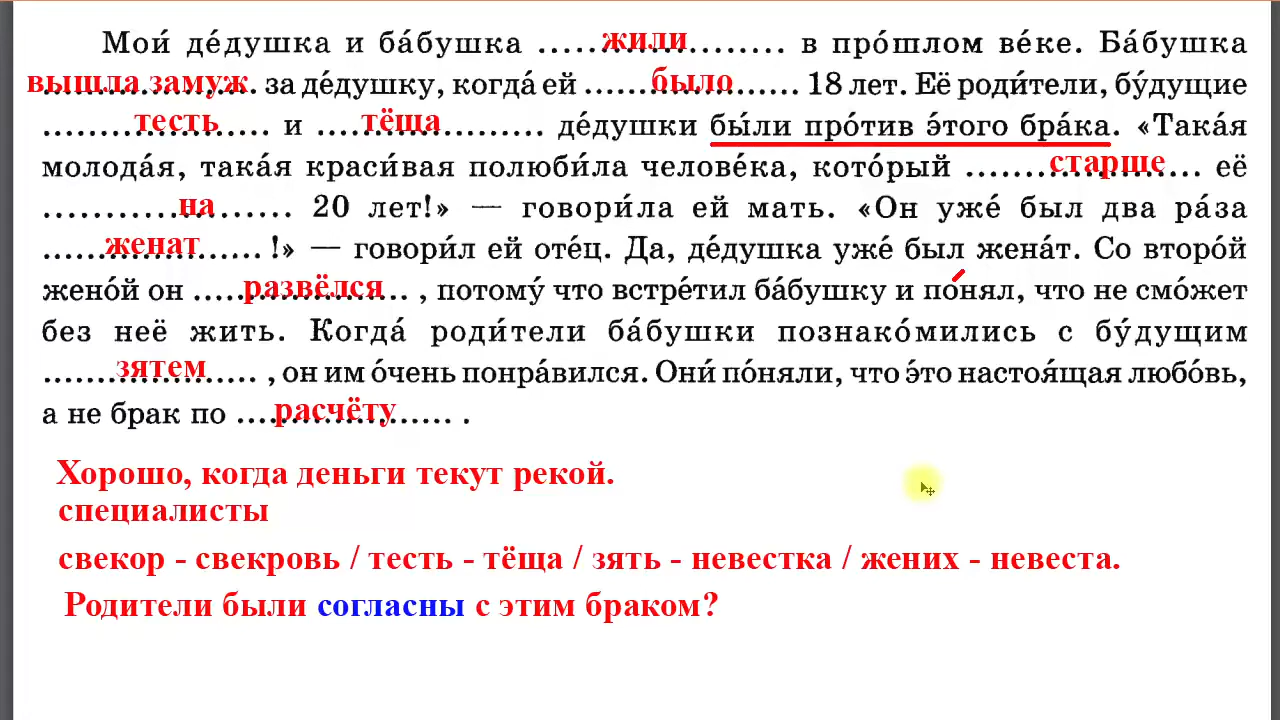 Мои́ де́душка и ба́бушка ..... жили ......... в про́шлом ве́ке. Ба́бушка
вышла замуж. за де́душку, когда́ ей ..... было ..... 18 лет. Её роди́тели, бу́дущие
....... тесть .... и .... тёща ....... де́душки бы́ли про́тив э́того бра́ка. «Така́я
молода́я, така́я краси́вая полюби́ла челове́ка, кото́рый ...... старше .. её
......... на ..... 20 лет!» — говори́ла ей мать. «Он уже́ был два ра́за
.... женат .... !» — говори́л ей оте́ц. Да, де́душка уже́ был жена́т. Со второ́й
жено́й он .... развёлся .. , потому́ что встре́тил ба́бушку и по́нял, что не смо́жет
без неё жить. Когда́ роди́тели ба́бушки познако́мились с бу́дущим
..... зятем .... , он им о́чень понра́вился. Они́ по́няли, что э́то настоя́щая любо́вь,
а не брак по ... расчёту .... .
Хорошо, когда деньги текут рекой.
специалисты
свекор - свекровь / тесть - тёща / зять - невестка / жених - невеста.
Родители были согласны с этим браком?